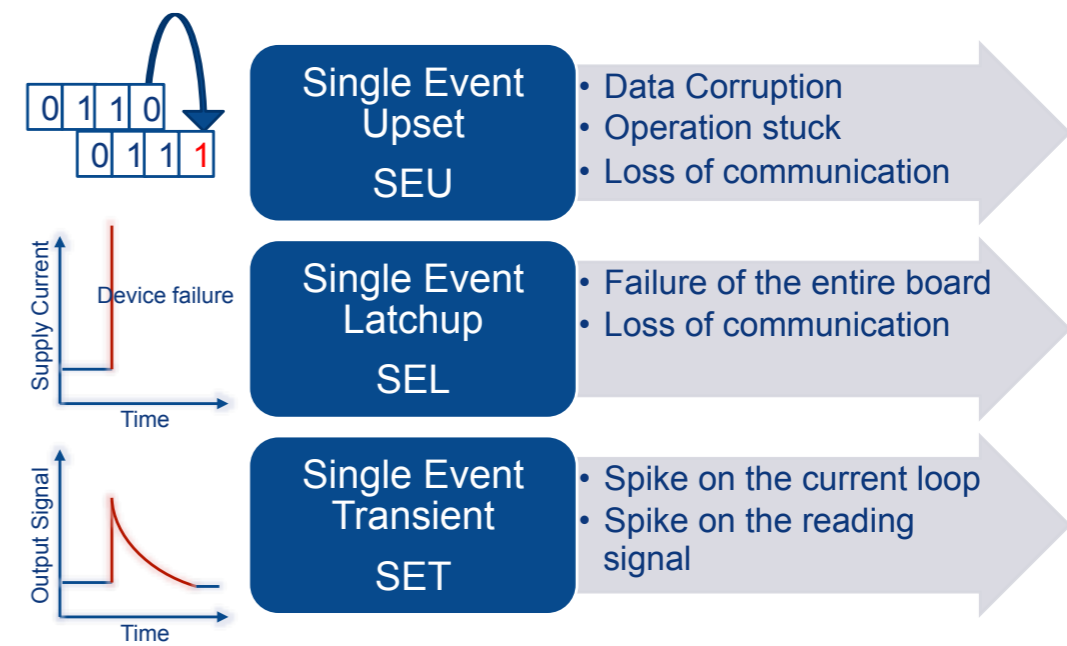 0 1 1 0
0 1 1 1
Single Event
Upset
SEU
• Data Corruption
• Operation stuck
• Loss of communication
Supply Current
Device failure
Time
Single Event
Latchup
SEL
• Failure of the entire board
• Loss of communication
Output Signal
Time
Single Event
Transient
SET
• Spike on the current loop
• Spike on the reading
signal